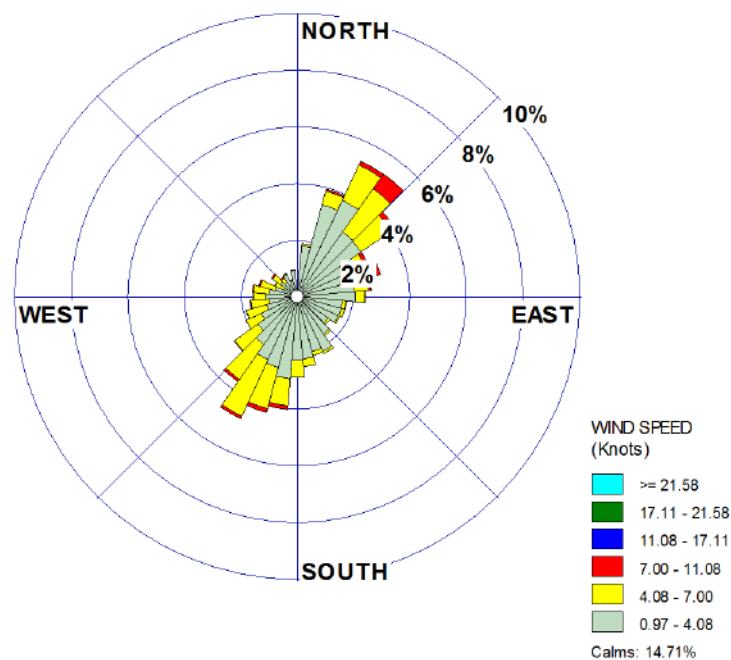 NORTH
10%
8%
6%
4%
2%
WEST
EAST
SOUTH
WIND SPEED
(Knots)
>= 21.58
17.11 - 21.58
11.08 - 17.11
7.00 - 11.08
4.08 - 7.00
0.97 - 4.08
Calms: 14.71%